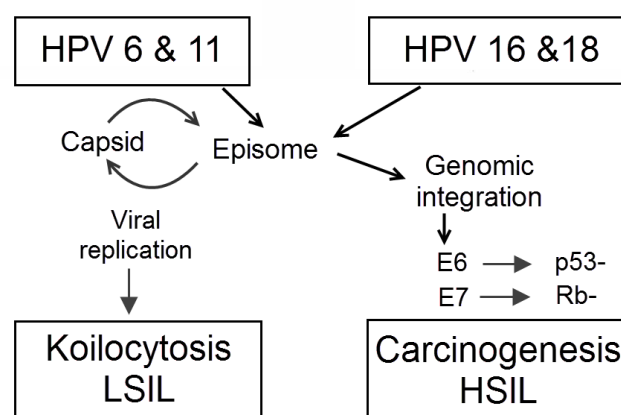 HPV 6 & 11
HPV 16 &18
Capsid
Episome
Genomic
integration
Viral
replication
E6
p53-
E7
Rb-
Koilocytosis
LSIL
Carcinogenesis
HSIL